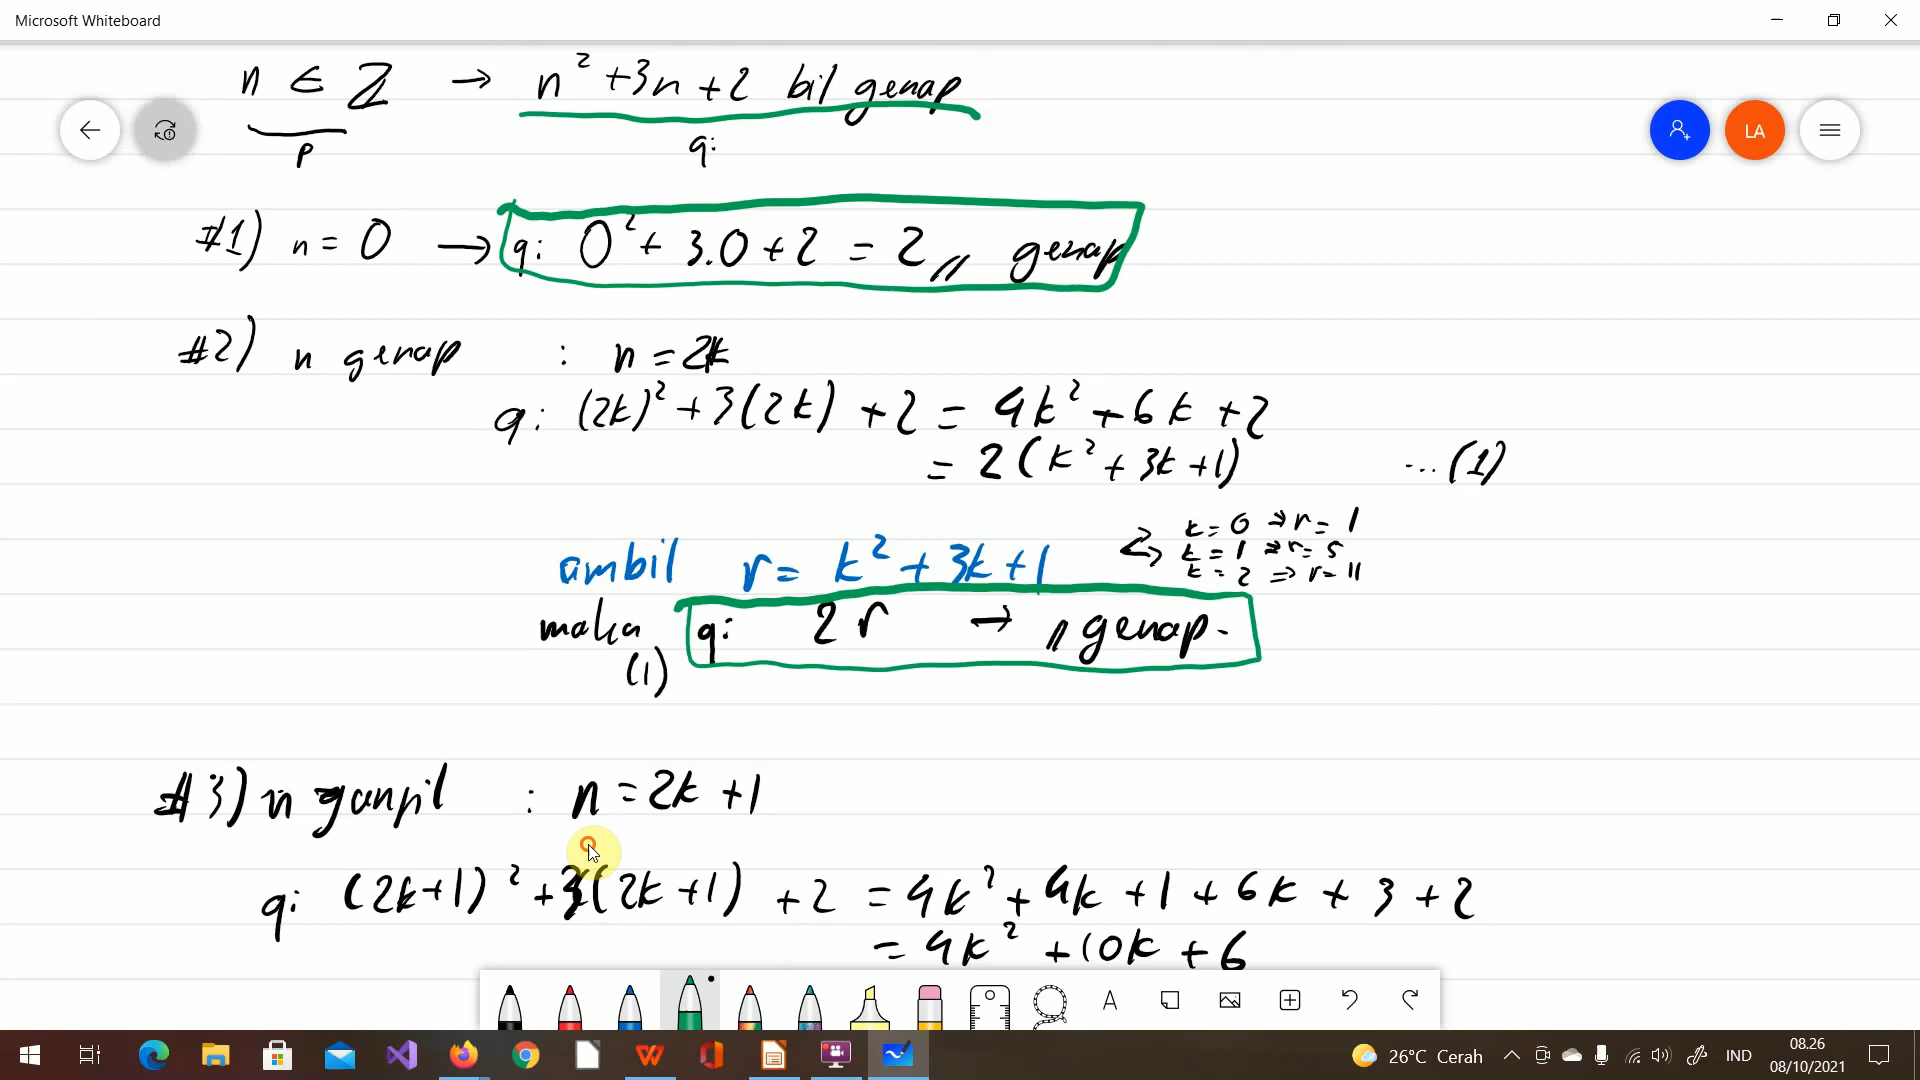 Microsoft Whiteboard
n ∈ ℤ → n² + 3n + 2 bil genap
p q:
LA
#1) n = 0 → q: 0² + 3.0 + 2 = 2 // genap
#2) n genap : n = 2k
q: (2k)² + 3(2k) + 2 = 4k² + 6k + 2
= 2(k² + 3k + 1) ...(1)
k = 0 ⇒ r = 1
k = 1 ⇒ r = 5
k = 2 ⇒ r = 11
ambil r = k² + 3k + 1
maka q: 2r → // genap.
(1)
#3) n ganjil : n = 2k + 1
q: (2k+1)² + 3(2k+1) + 2 = 4k² + 4k + 1 + 6k + 3 + 2
= 4k² + 10k + 6
26°C Cerah
IND
08.26
08/10/2021